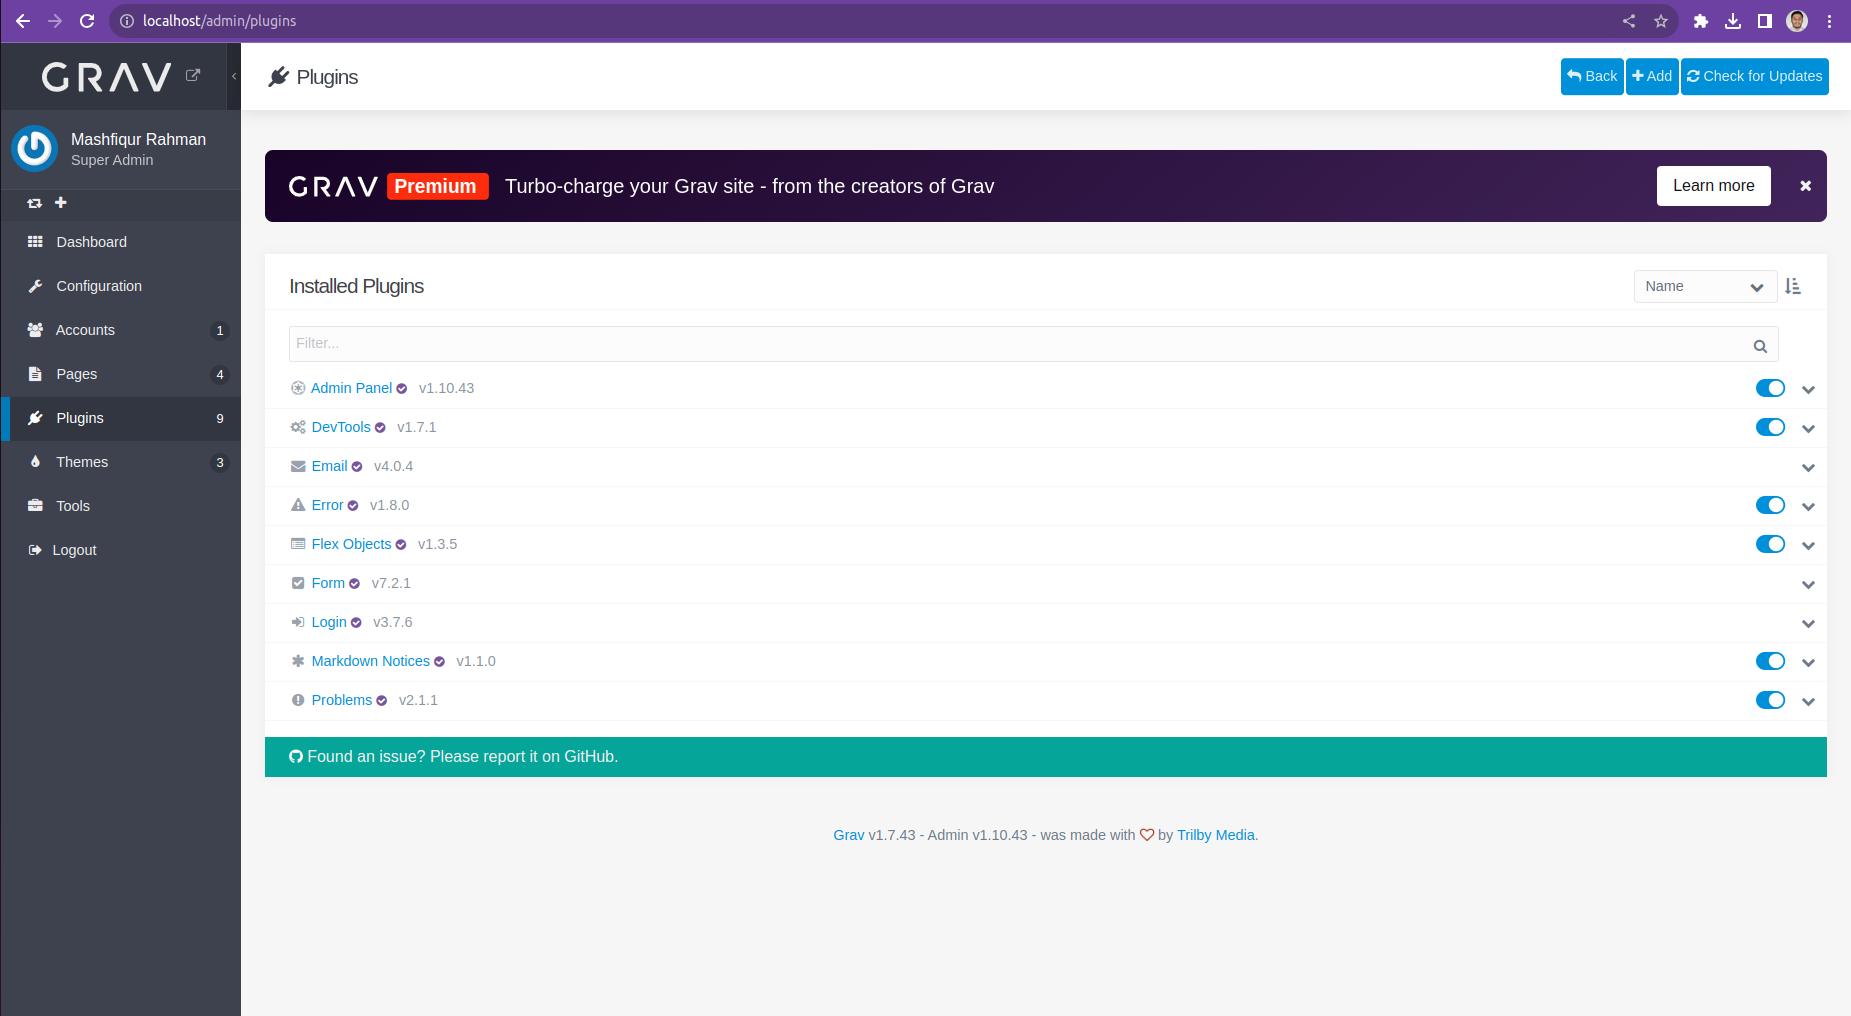 localhost/admin/plugins
GRAV
Plugins
Back
Add
Check for Updates
Mashfiqur Rahman
Super Admin
Dashboard
Configuration
Accounts 1
Pages 4
Plugins 9
Themes 3
Tools
Logout
GRAV Premium Turbo-charge your Grav site - from the creators of Grav Learn more
Installed Plugins
Name
Filter...
Admin Panel v1.10.43
DevTools v1.7.1
Email v4.0.4
Error v1.8.0
Flex Objects v1.3.5
Form v7.2.1
Login v3.7.6
Markdown Notices v1.1.0
Problems v2.1.1
Found an issue? Please report it on GitHub.
Grav v1.7.43 - Admin v1.10.43 - was made with by Trilby Media.